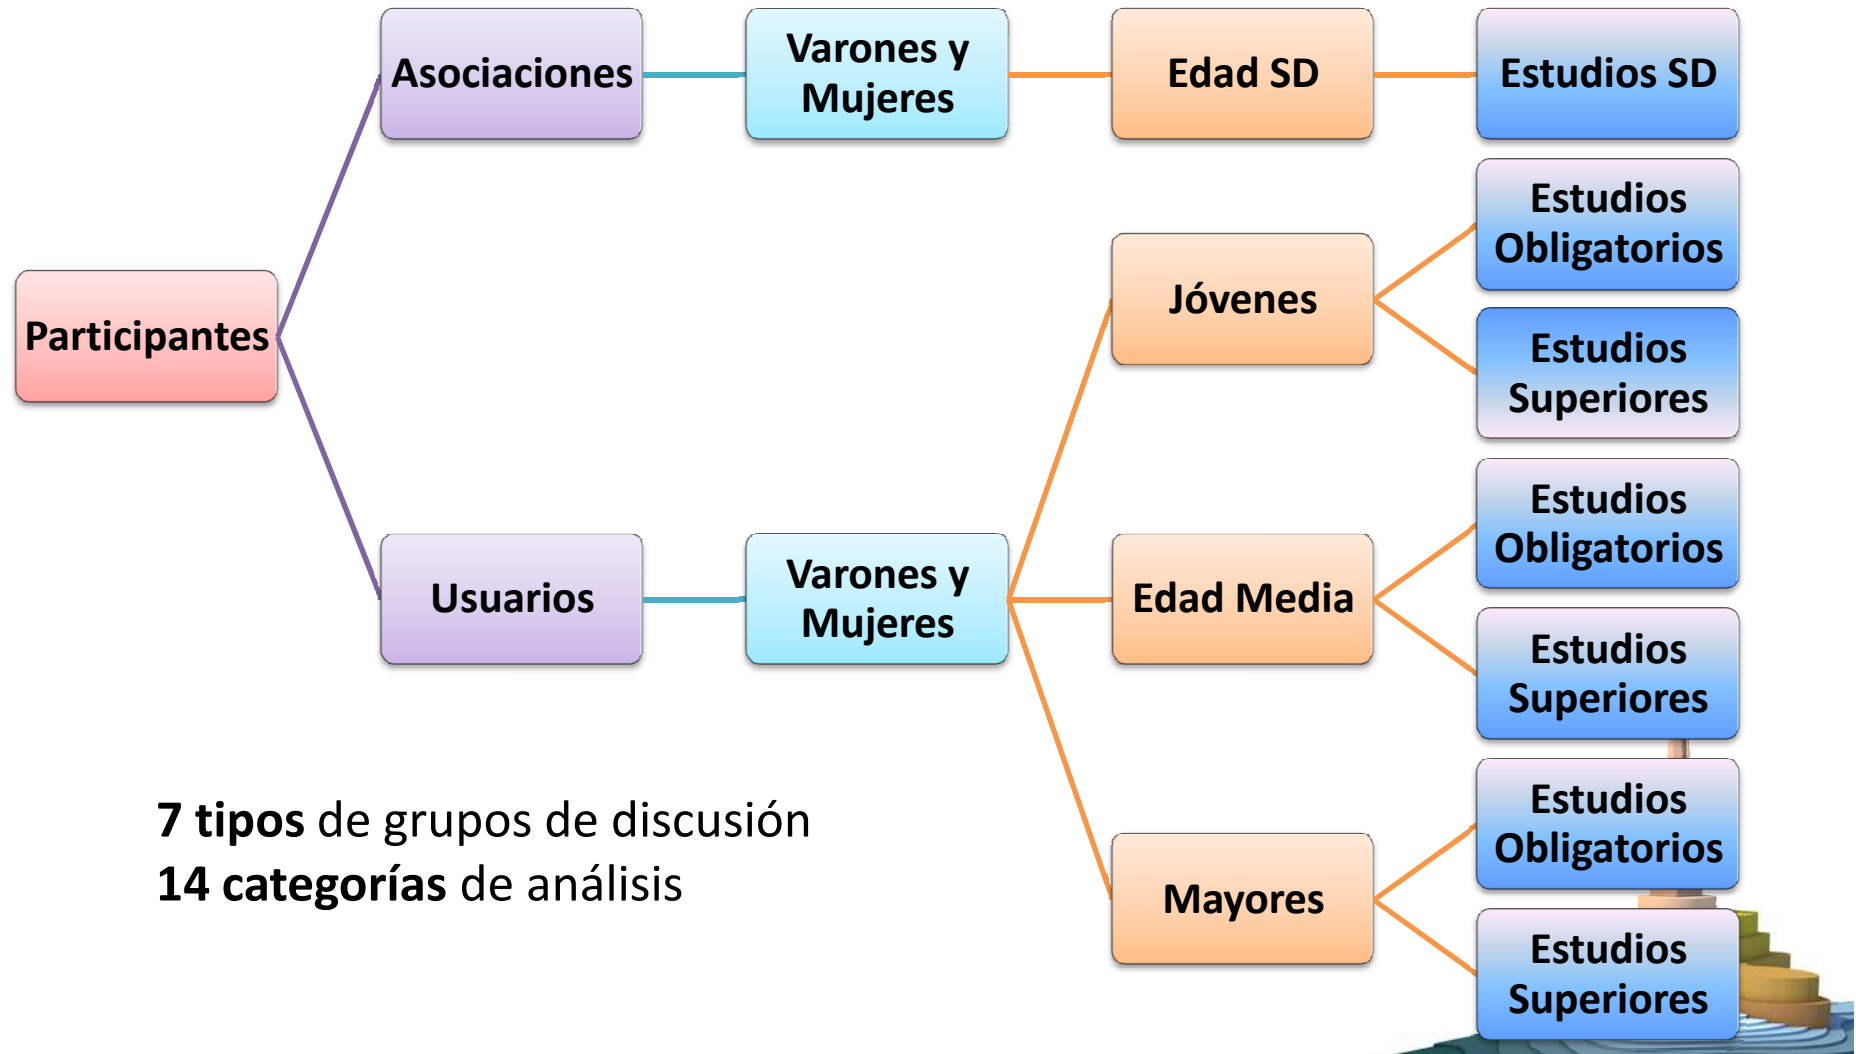 Participantes
Asociaciones
Varones y
Mujeres
Edad SD
Estudios SD
Usuarios
Varones y
Mujeres
Jóvenes
Estudios
Obligatorios
Estudios
Superiores
Edad Media
Estudios
Obligatorios
Estudios
Superiores
Mayores
Estudios
Obligatorios
Estudios
Superiores
7 tipos de grupos de discusión
14 categorías de análisis